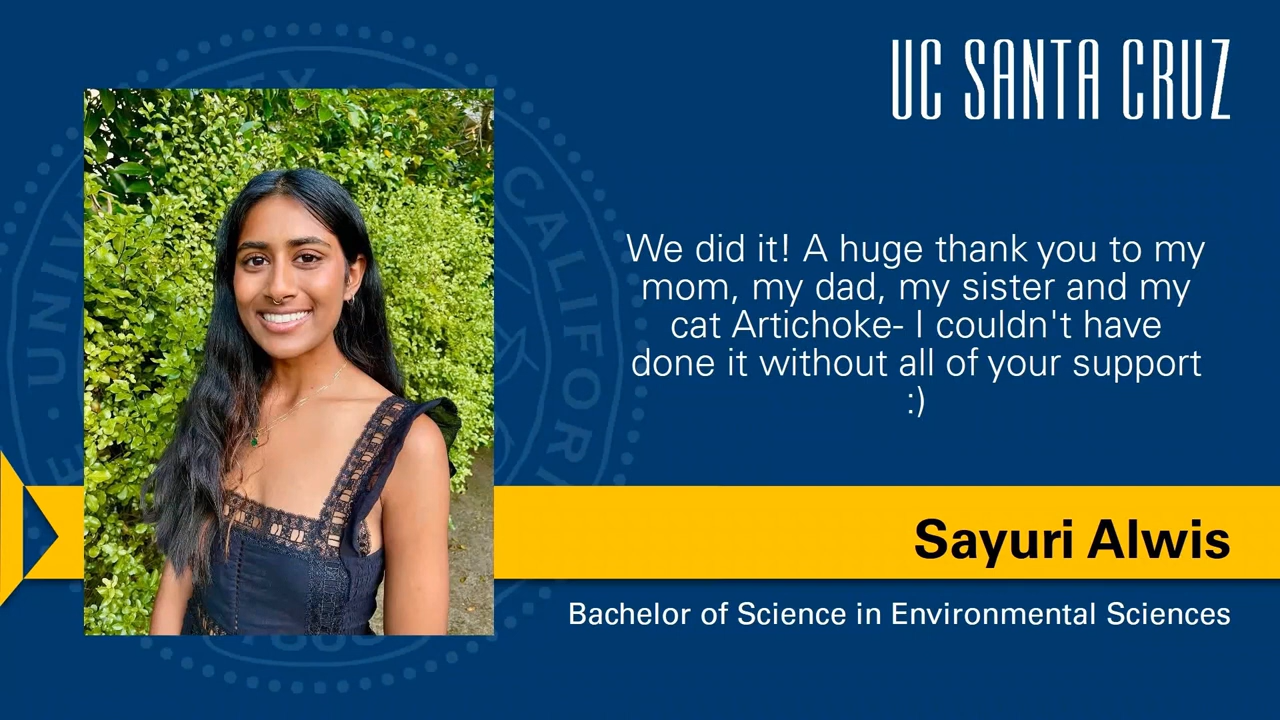 UC SANTA CRUZ
We did it! A huge thank you to my
mom, my dad, my sister and my
cat Artichoke- I couldn't have
done it without all of your support
:)
Sayuri Alwis
Bachelor of Science in Environmental Sciences